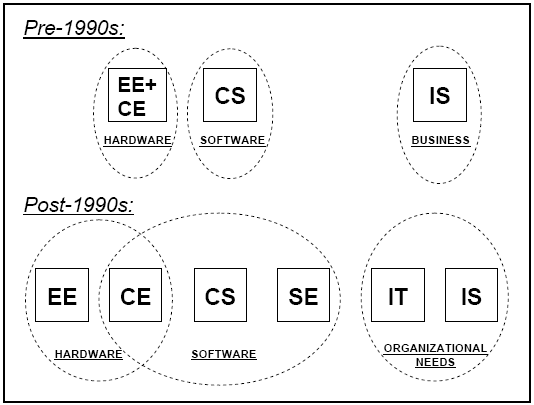 Pre-1990s:
EE+
CE
CS
IS
HARDWARE
SOFTWARE
BUSINESS
Post-1990s:
EE
CE
CS
SE
IT
IS
HARDWARE
SOFTWARE
ORGANIZATIONAL
NEEDS